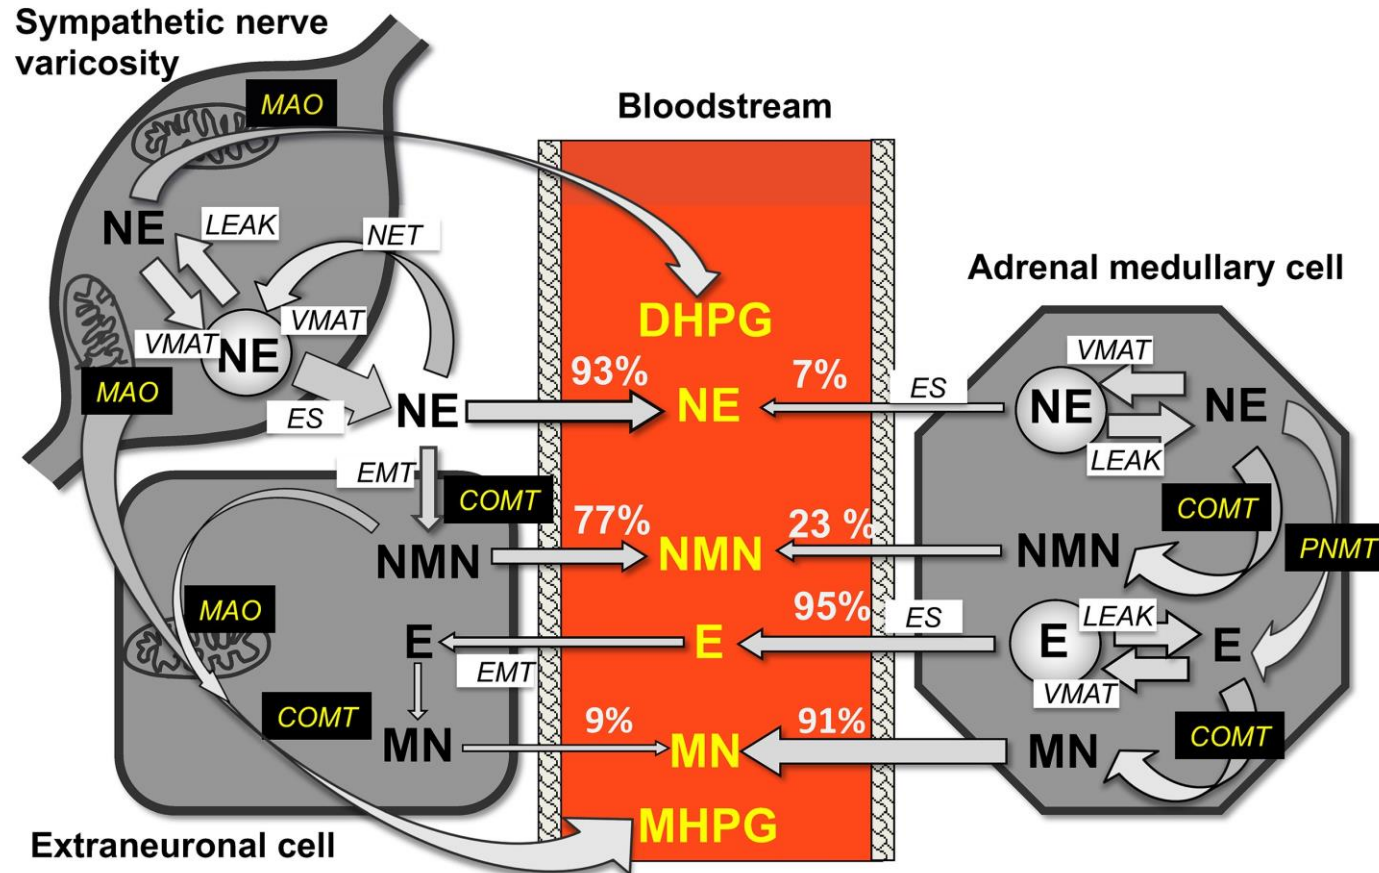 Sympathetic nerve
varicosity
MAO
Bloodstream
NE
LEAK
NET
Adrenal medullary cell
VMAT
VMAT
NE
MAO
ES
NE
DHPG
93%
NE
7%
ES
VMAT
NE
NE
LEAK
EMT
COMT
NMN
77%
NMN
23 %
NMN
COMT
PNMT
MAO
E
EMT
E
95%
ES
E
LEAK
E
VMAT
COMT
MN
9%
MN
91%
MN
COMT
MHPG
Extraneuronal cell